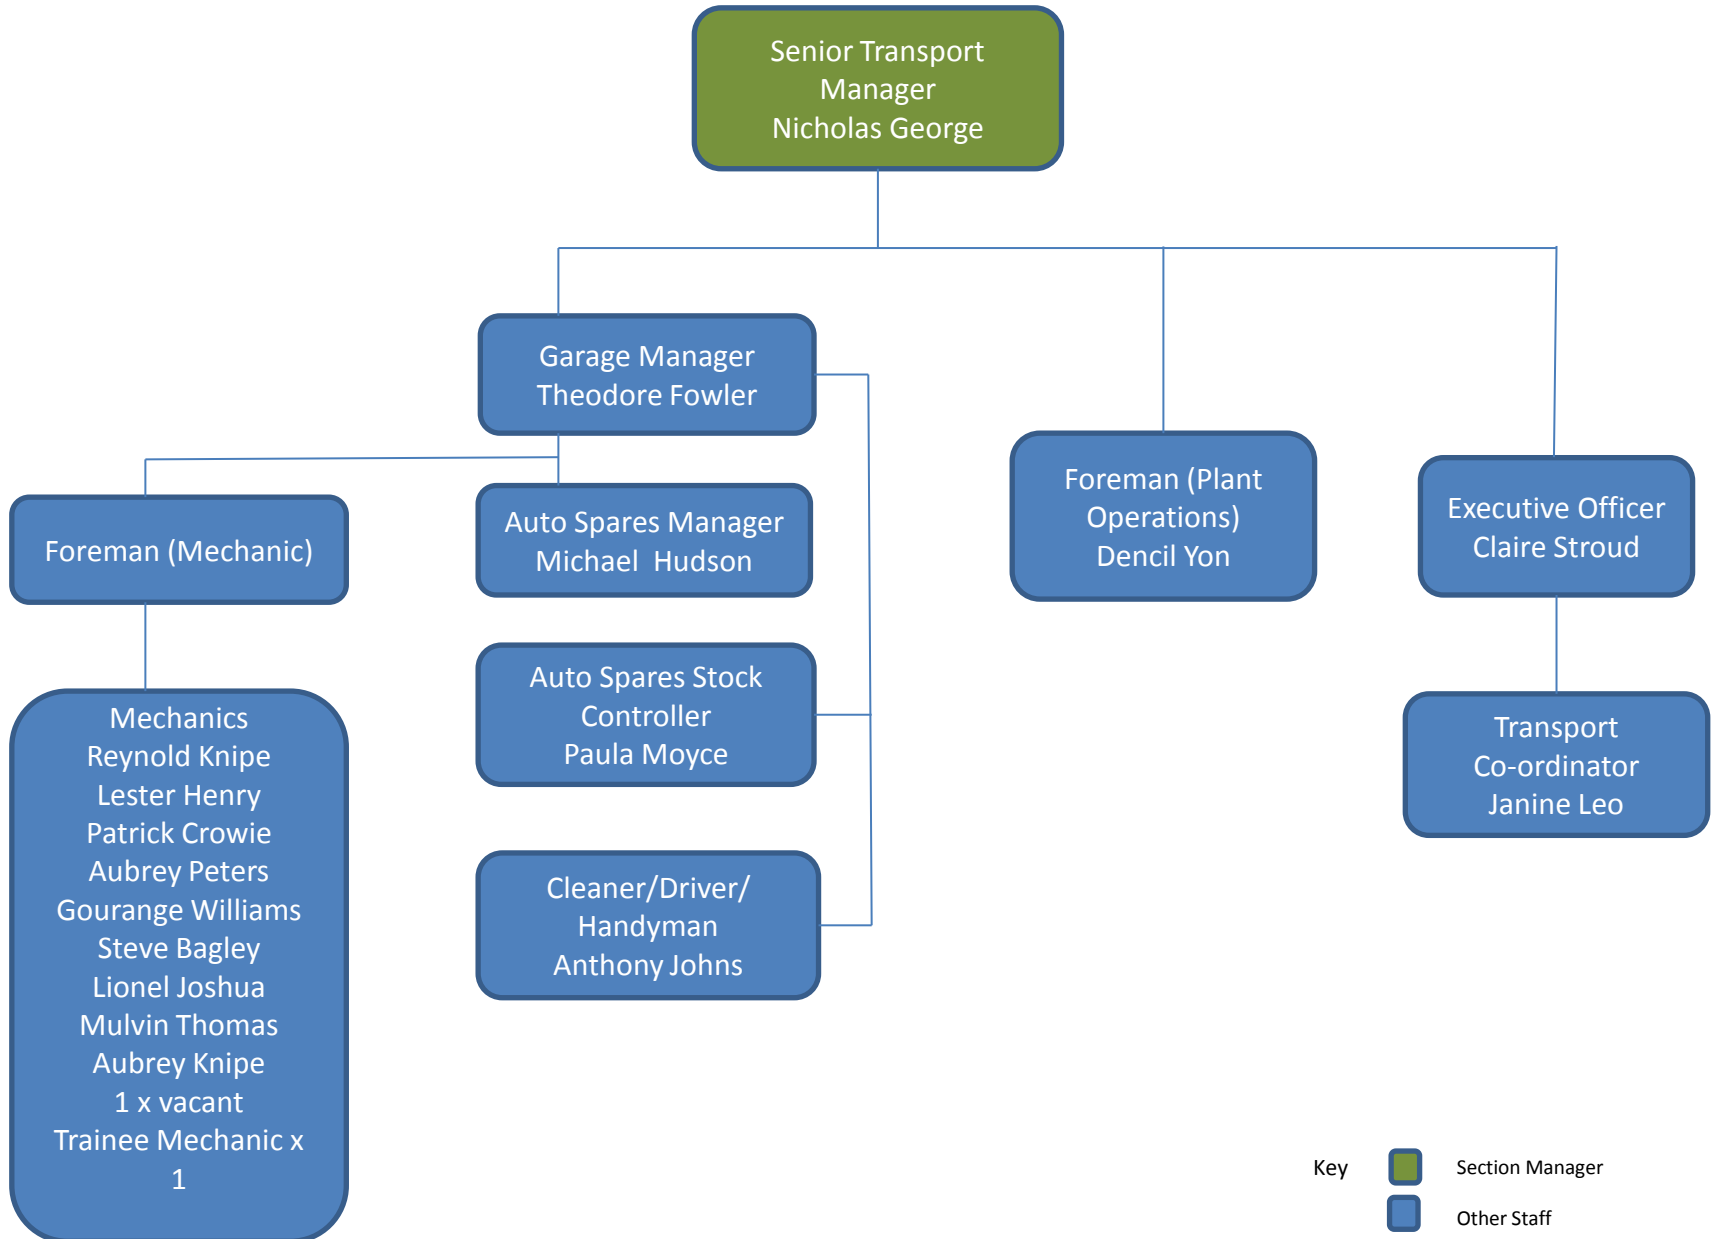 Senior Transport
Manager
Nicholas George
Garage Manager
Theodore Fowler
Foreman (Mechanic)
Auto Spares Manager
Michael  Hudson
Foreman (Plant
Operations)
Dencil Yon
Executive Officer
Claire Stroud
Mechanics
Reynold Knipe
Lester Henry
Patrick Crowie
Aubrey Peters
Gourange Williams
Steve Bagley
Lionel Joshua
Mulvin Thomas
Aubrey Knipe
1 x vacant
Trainee Mechanic x
1
Auto Spares Stock
Controller
Paula Moyce
Transport
Co-ordinator
Janine Leo
Cleaner/Driver/
Handyman
Anthony Johns
Key
Section Manager
Other Staff